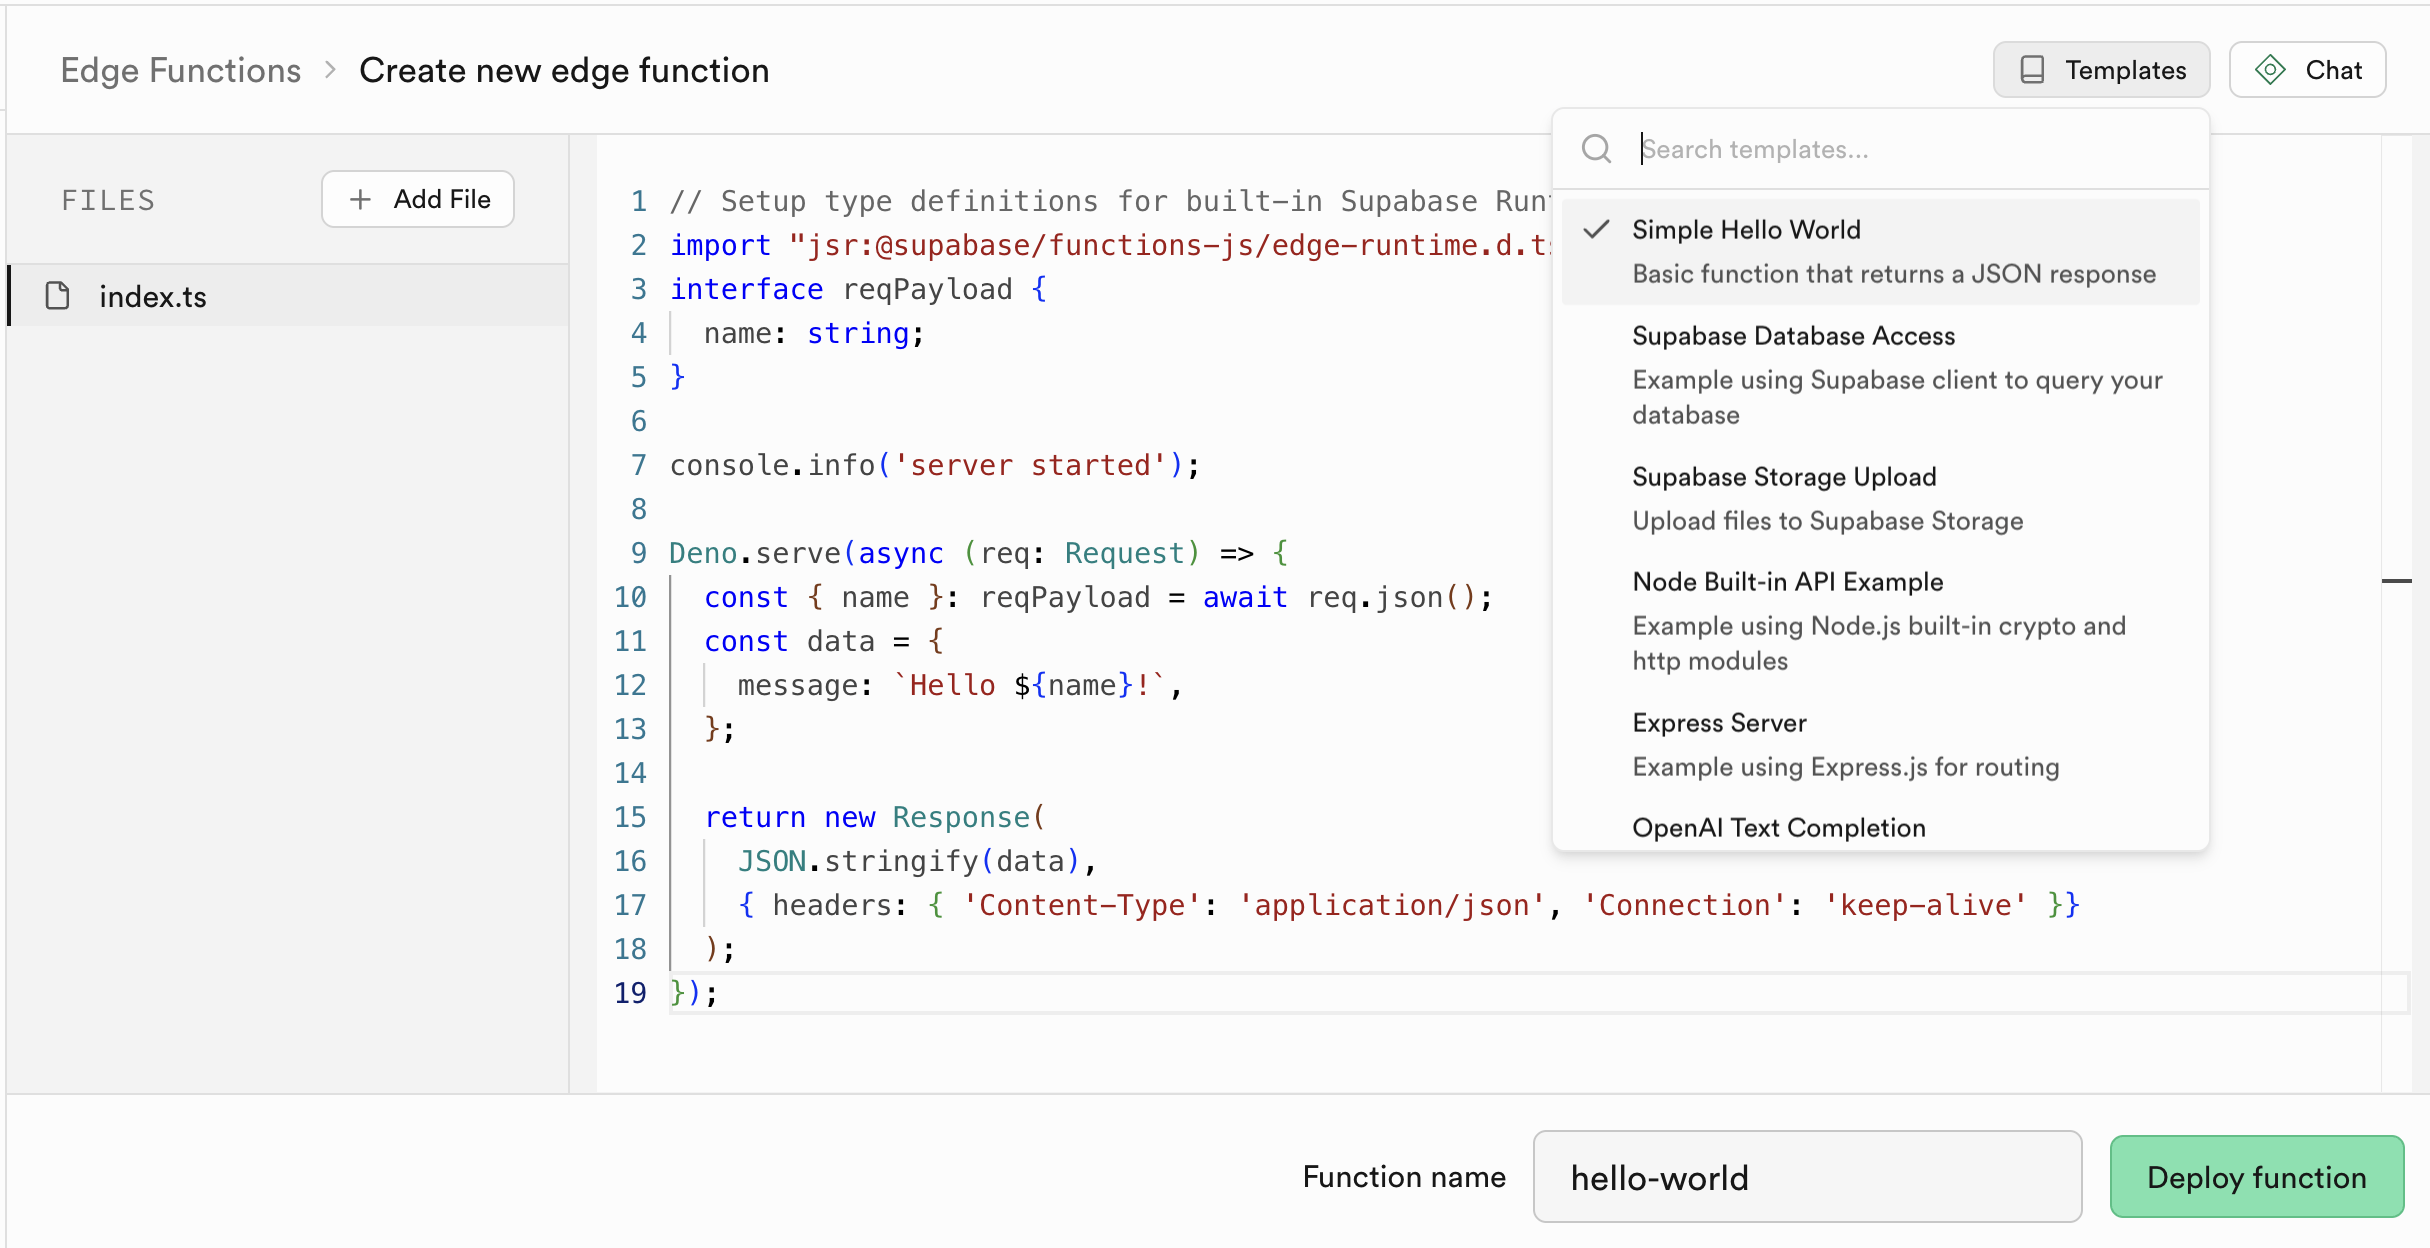 Edge Functions > Create new edge function
Templates
Chat
FILES
+ Add File
index.ts
1 // Setup type definitions for built-in Supabase Run
2 import "jsr:@supabase/functions-js/edge-runtime.d.t
3 interface reqPayload {
4   name: string;
5 }
6
7 console.info('server started');
8
9 Deno.serve(async (req: Request) => {
10   const { name }: reqPayload = await req.json();
11   const data = {
12     message: `Hello ${name}!`,
13   };
14
15   return new Response(
16     JSON.stringify(data),
17     { headers: { 'Content-Type': 'application/json', 'Connection': 'keep-alive' }}
18   );
19 });
Search templates...
Simple Hello World
Basic function that returns a JSON response
Supabase Database Access
Example using Supabase client to query your
database
Supabase Storage Upload
Upload files to Supabase Storage
Node Built-in API Example
Example using Node.js built-in crypto and
http modules
Express Server
Example using Express.js for routing
OpenAI Text Completion
Function name
hello-world
Deploy function